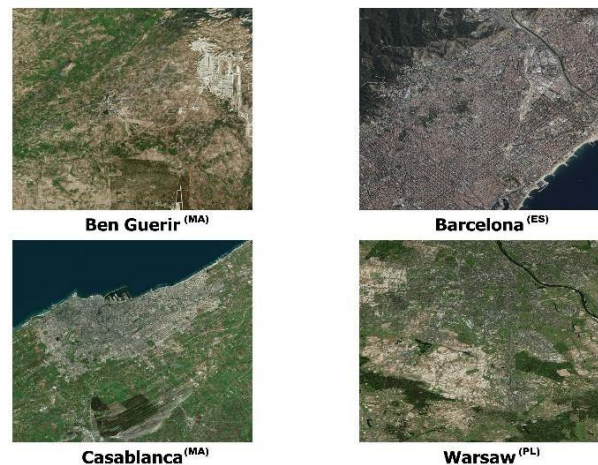 Ben Guerir (MA)
Barcelona (ES)
Casablanca (MA)
Warsaw (PL)